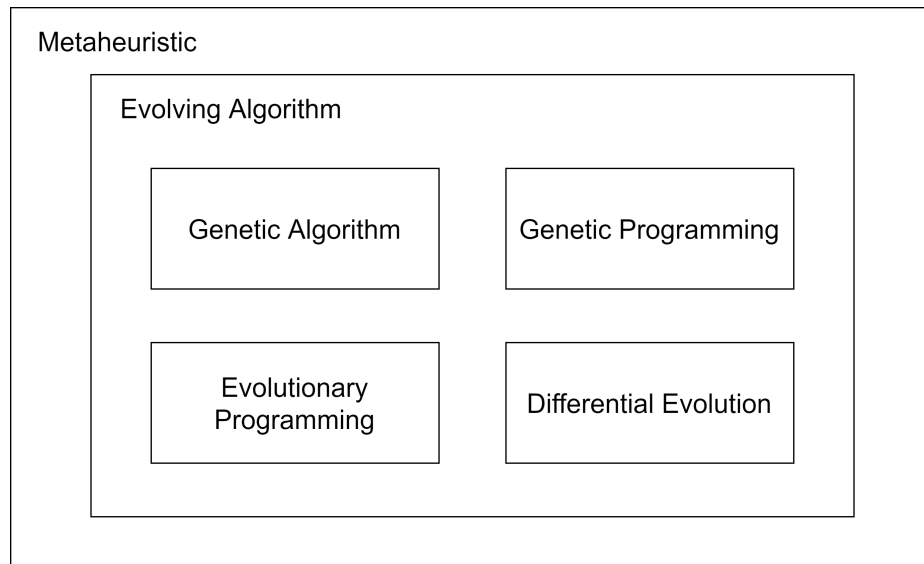 Metaheuristic
Evolving Algorithm
Genetic Algorithm
Genetic Programming
Evolutionary
Programming
Differential Evolution